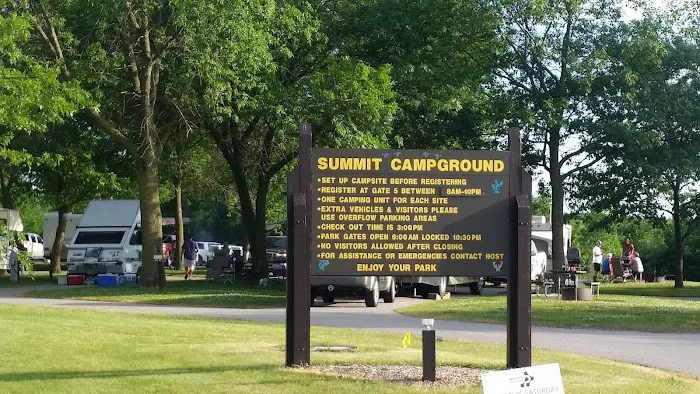 SUMMIT CAMPGROUND
• SET UP CAMPSITE BEFORE REGISTERING
• REGISTER AT GATE 5 BETWEEN 8AM-10PM
• ONE CAMPING UNIT FOR EACH SITE
• EXTRA VEHICLES & VISITORS PLEASE
USE OVERFLOW PARKING AREAS
• CHECK OUT TIME IS 3:00PM
• PARK GATES OPEN 6:00AM LOCKED 10:30PM
• NO VISITORS ALLOWED AFTER CLOSING
• FOR ASSISTANCE OR EMERGENCIES CONTACT HOST
ENJOY YOUR PARK
SATURDAY